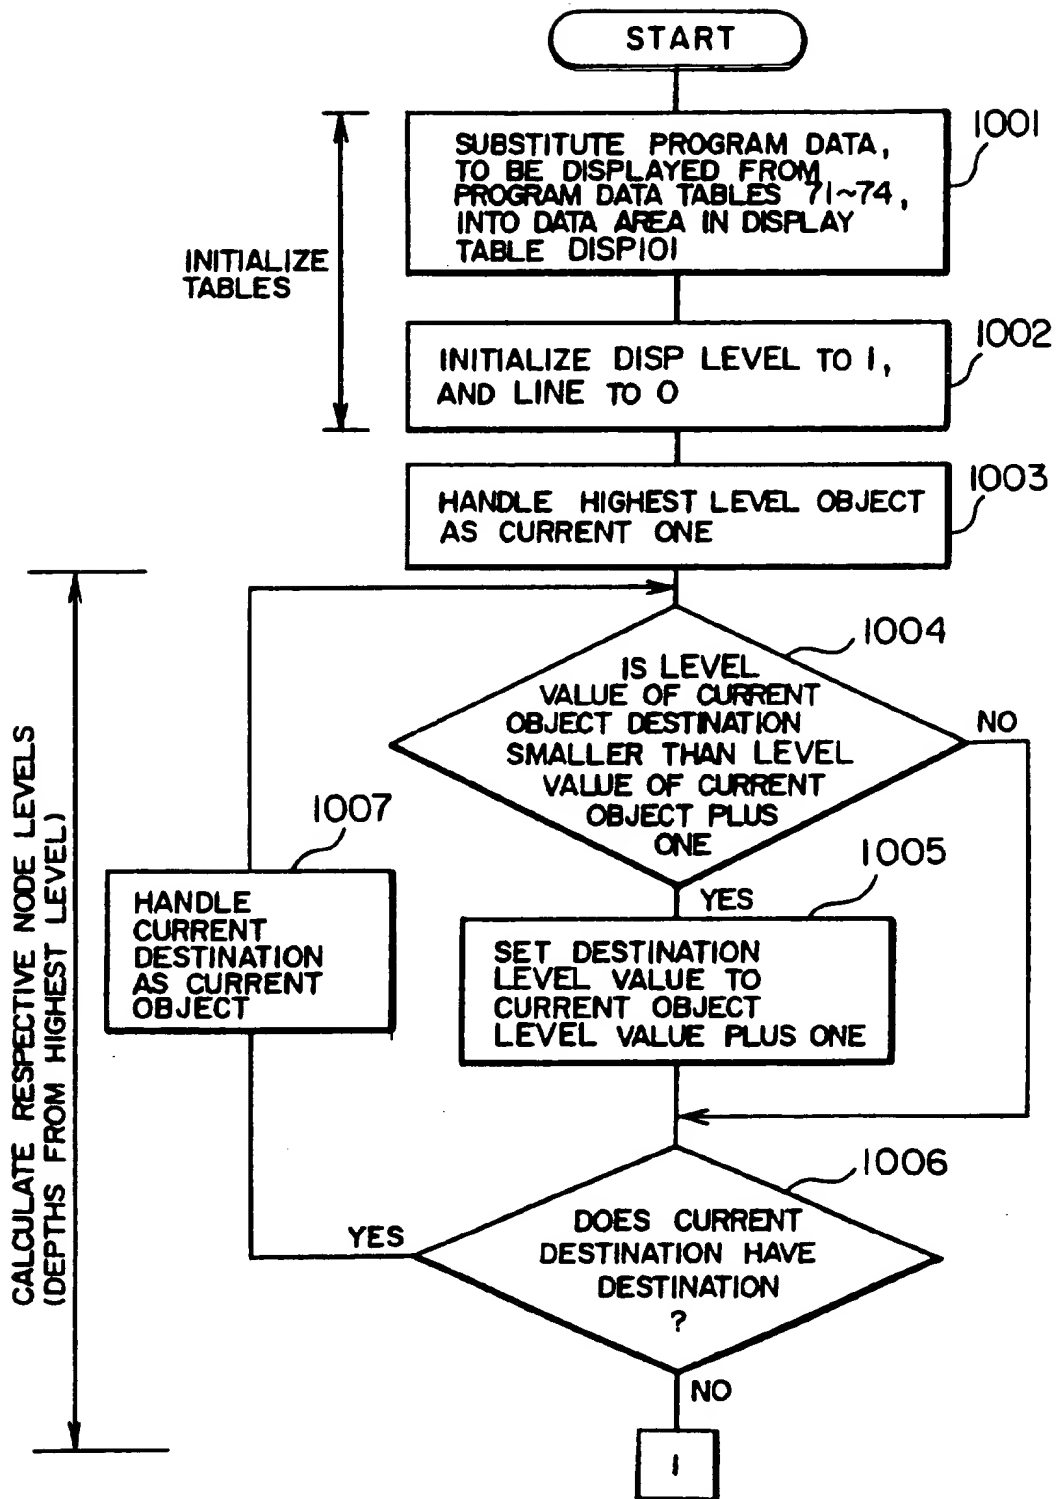 START
1001
SUBSTITUTE PROGRAM DATA,
TO BE DISPLAYED FROM
PROGRAM DATA TABLES 71~74,
INTO DATA AREA IN DISPLAY
TABLE DISP101
INITIALIZE
TABLES
1002
INITIALIZE DISP LEVEL TO 1,
AND LINE TO 0
1003
HANDLE HIGHEST LEVEL OBJECT
AS CURRENT ONE
1004
IS LEVEL
VALUE OF CURRENT
OBJECT DESTINATION
SMALLER THAN LEVEL
VALUE OF CURRENT
OBJECT PLUS
ONE
NO
YES
1005
SET DESTINATION
LEVEL VALUE TO
CURRENT OBJECT
LEVEL VALUE PLUS ONE
1007
HANDLE
CURRENT
DESTINATION
AS CURRENT
OBJECT
CALCULATE RESPECTIVE NODE LEVELS
(DEPTHS FROM HIGHEST LEVEL)
1006
DOES CURRENT
DESTINATION HAVE
DESTINATION
?
YES
NO
1